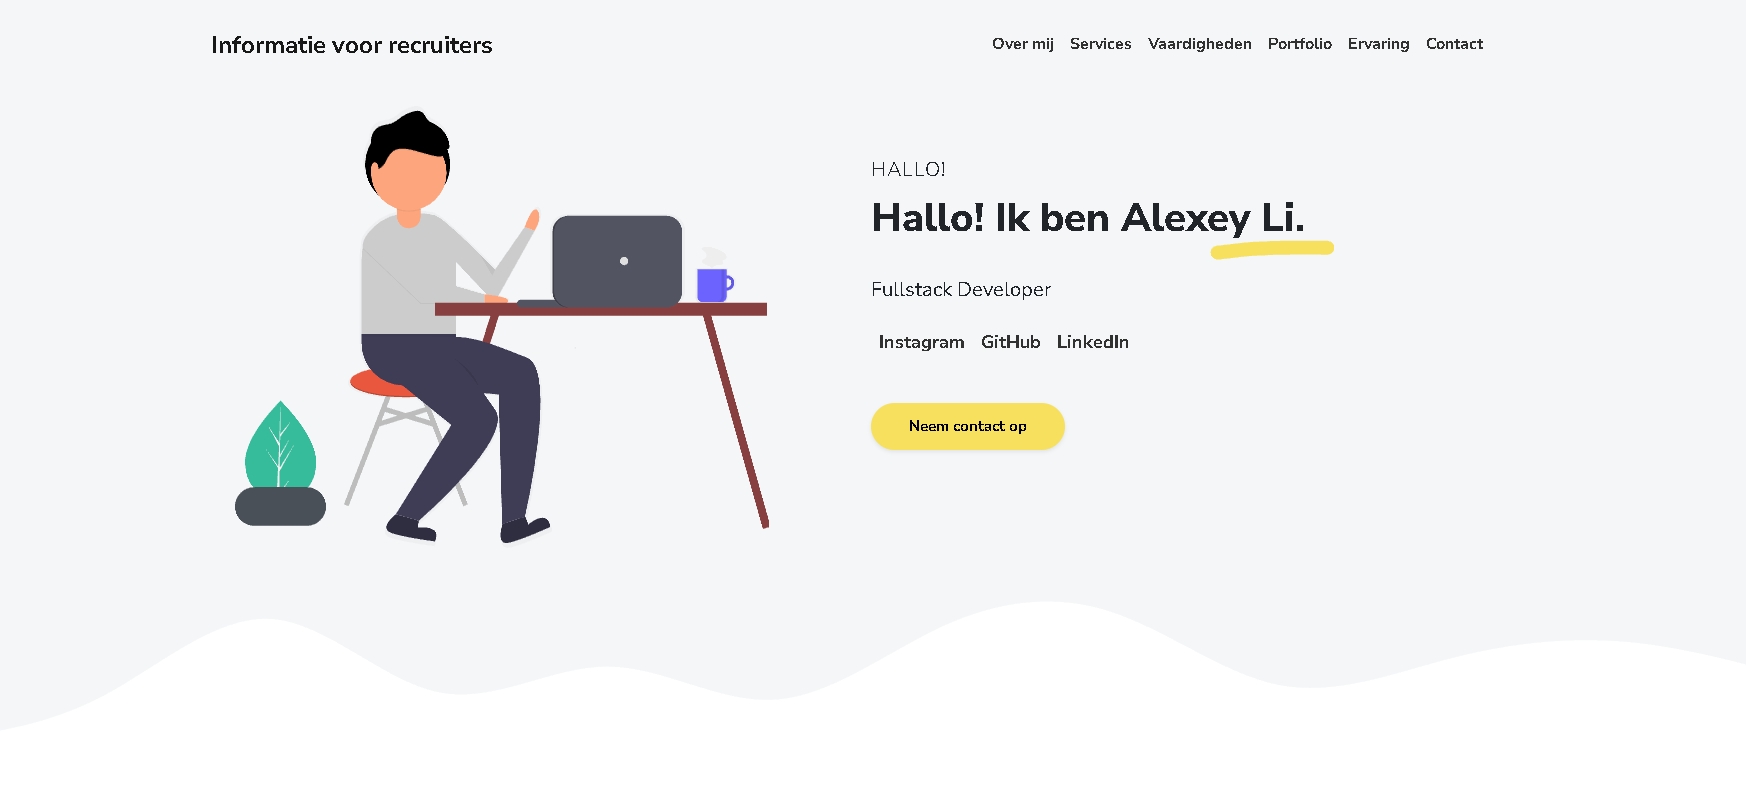 Informatie voor recruiters
Over mij Services Vaardigheden Portfolio Ervaring Contact
HALLO!
Hallo! Ik ben Alexey Li.
Fullstack Developer
Instagram GitHub LinkedIn
Neem contact op